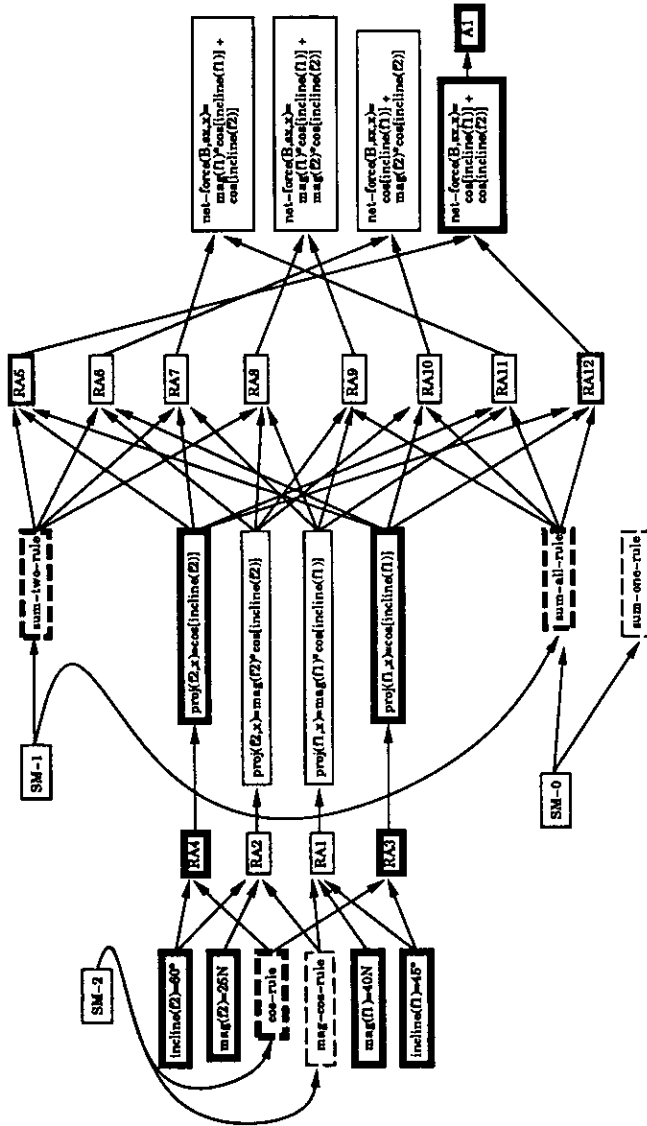 SM-2
incline(f2)=60°
mag(f2)=25N
cos-rule
mag-cos-rule
mag(f1)=40N
incline(f1)=45°
RA4
RA2
RA1
RA3
SM-1
SM-0
proj(f2,x)=cos[incline(f2)]
proj(f2,x)=mag(f2)*cos[incline(f2)]
proj(f1,x)=mag(f1)*cos[incline(f1)]
proj(f1,x)=cos[incline(f1)]
sum-two-rule
sum-all-rule
sum-one-rule
RA5
RA6
RA7
RA8
RA9
RA10
RA11
RA12
net-force(B,sx,x)=
mag(f1)*cos[incline(f1)] +
cos[incline(f2)]
net-force(B,sx,x)=
mag(f1)*cos[incline(f1)] +
mag(f2)*cos[incline(f2)]
net-force(B,sx,x)=
cos[incline(f1)] +
mag(f2)*cos[incline(f2)]
net-force(B,sx,x)=
cos[incline(f1)] +
cos[incline(f2)]
A1